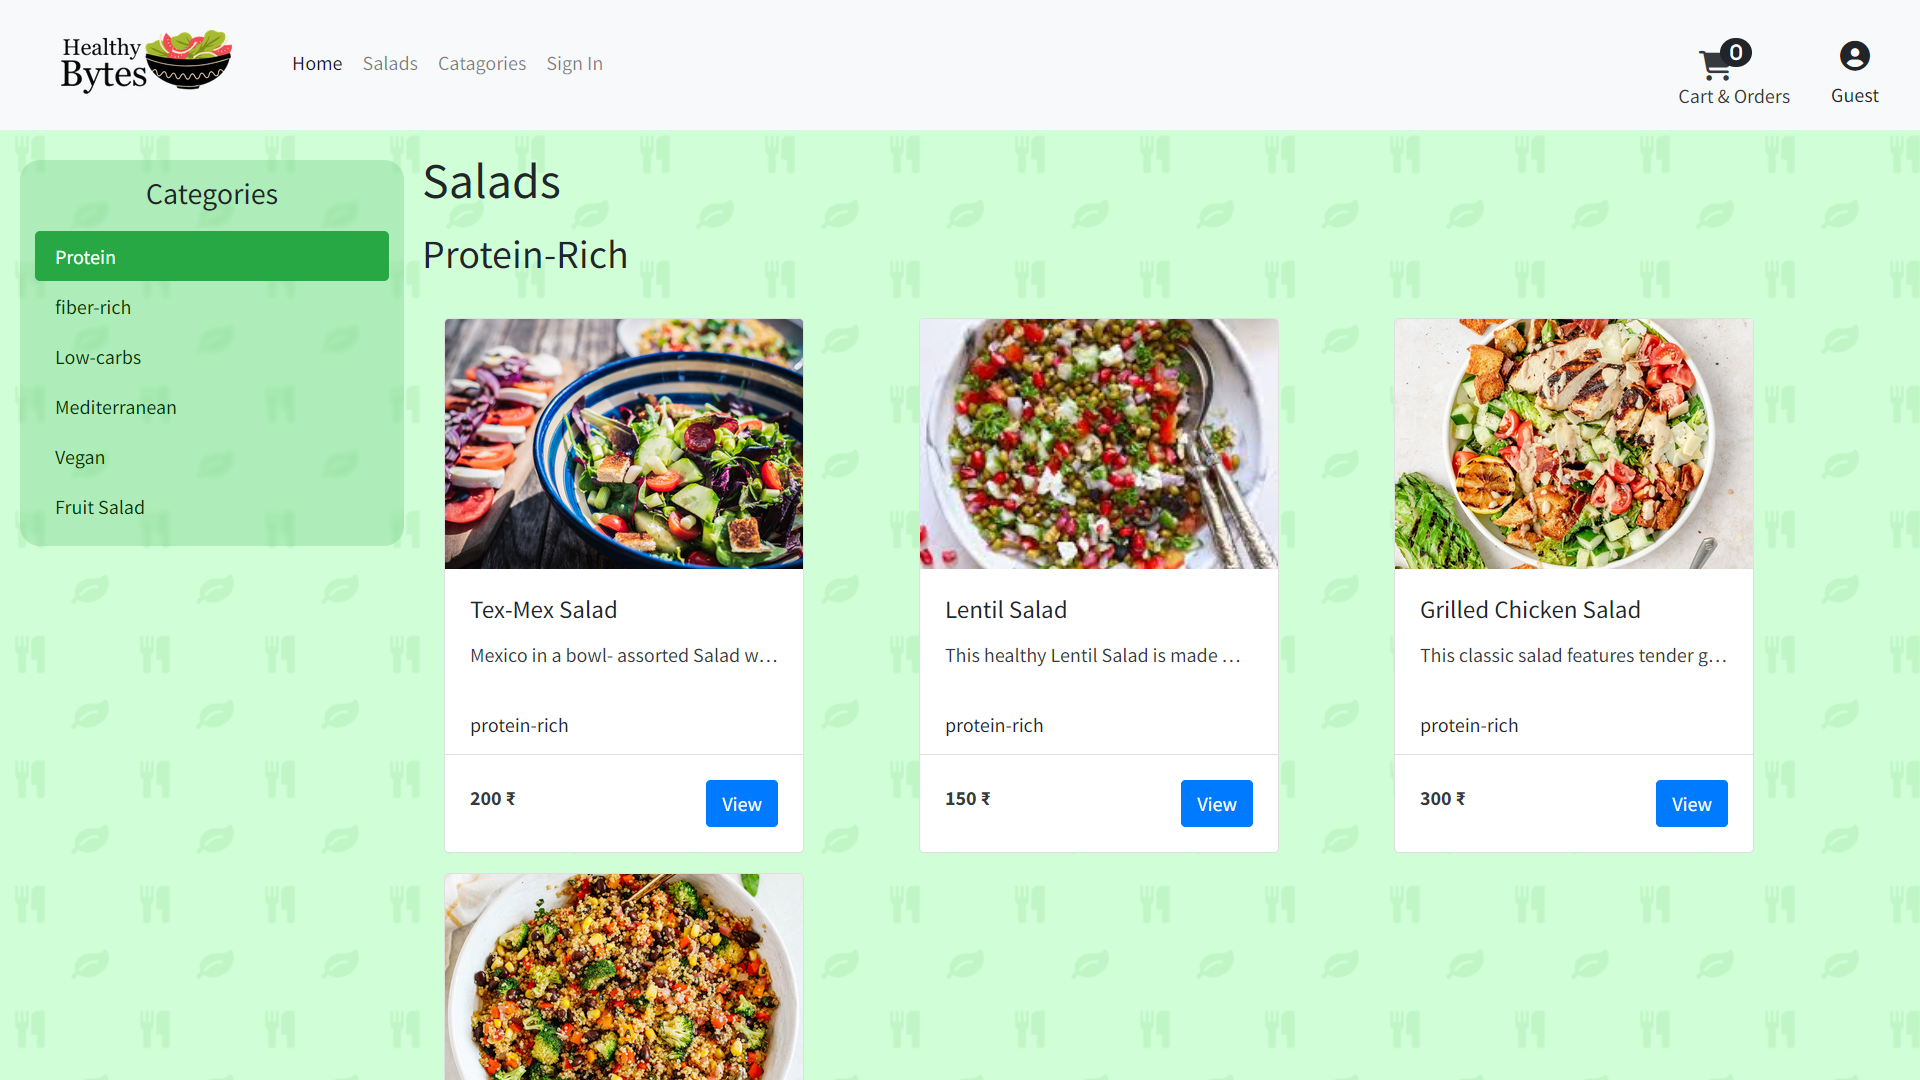 Healthy
Bytes
Home Salads Catagories Sign In
0
Cart & Orders
Guest
Categories
Protein
fiber-rich
Low-carbs
Mediterranean
Vegan
Fruit Salad
Salads
Protein-Rich
Tex-Mex Salad
Mexico in a bowl- assorted Salad w...
protein-rich
200 ₹
View
Lentil Salad
This healthy Lentil Salad is made ...
protein-rich
150 ₹
View
Grilled Chicken Salad
This classic salad features tender g...
protein-rich
300 ₹
View